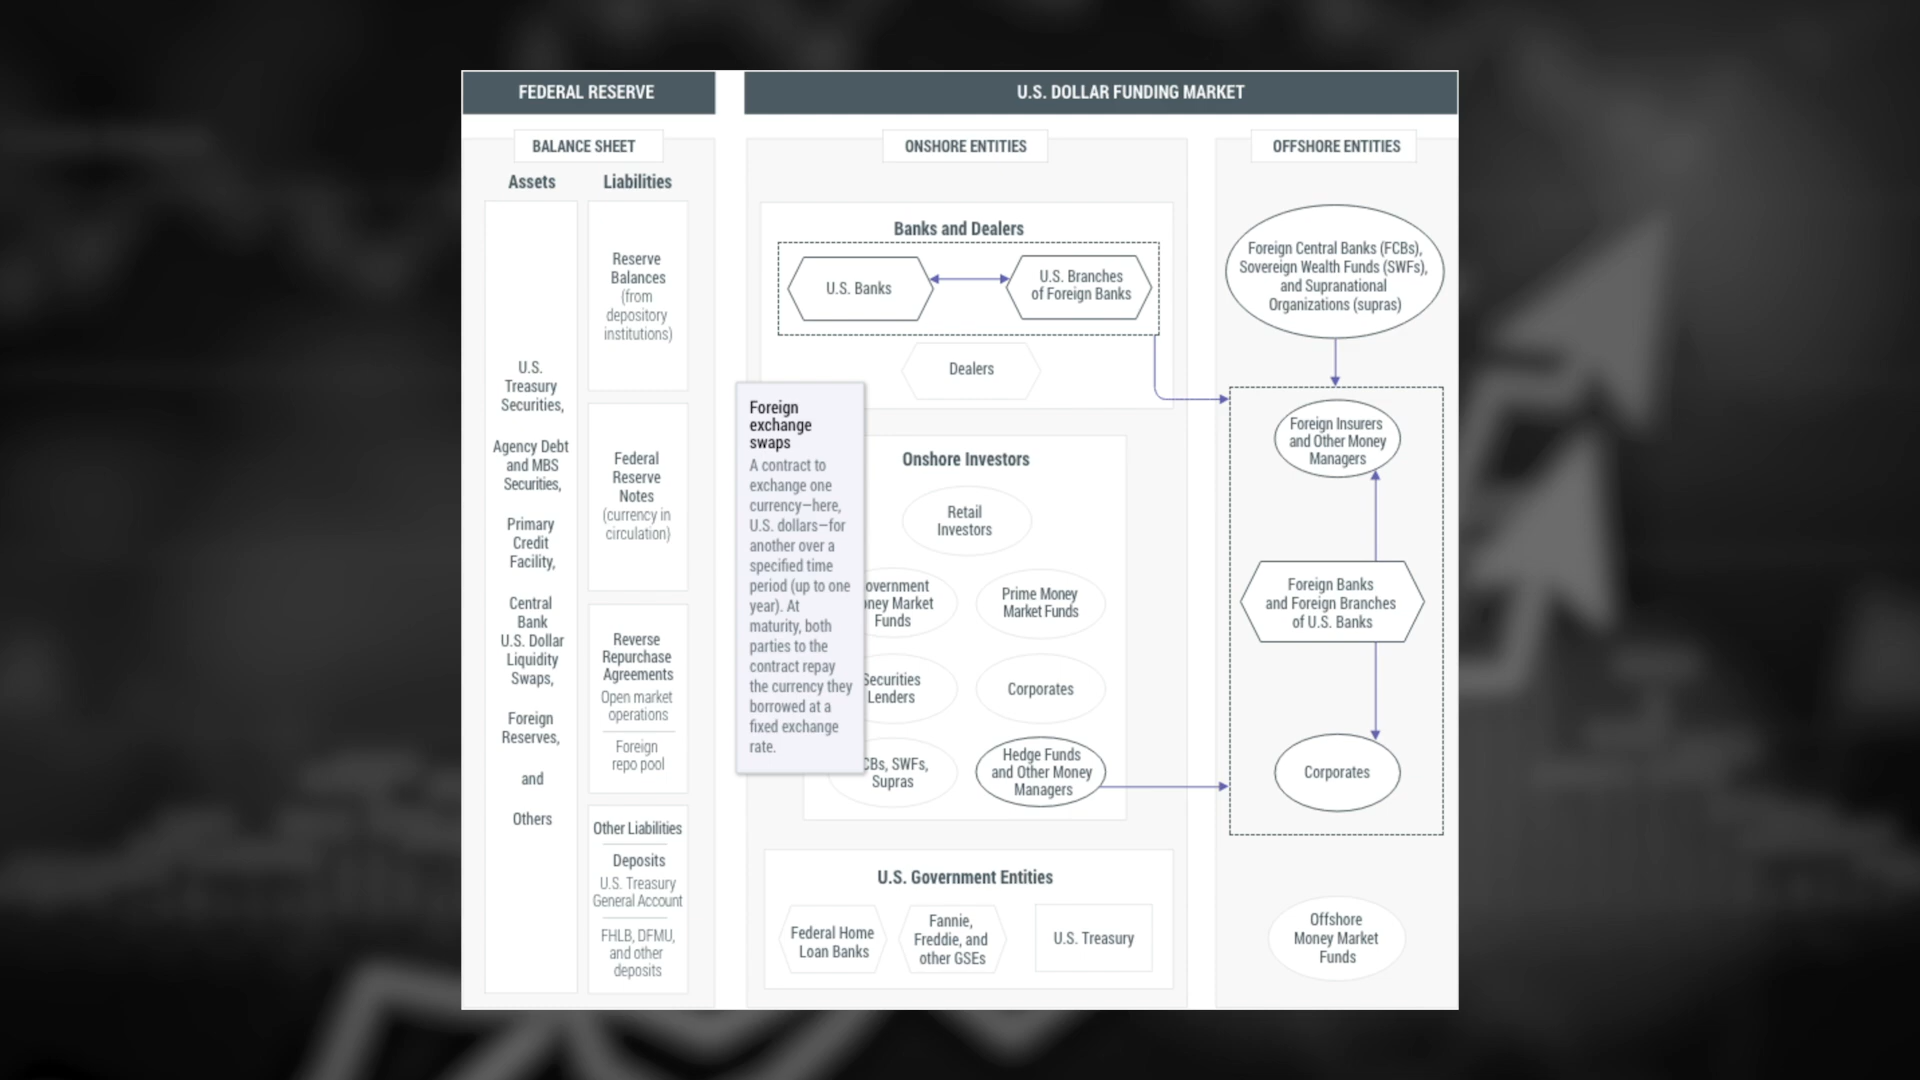 FEDERAL RESERVE
BALANCE SHEET
Assets
U.S.
Treasury
Securities,
Agency Debt
and MBS
Securities,
Primary
Credit
Facility,
Central
Bank
U.S. Dollar
Liquidity
Swaps,
Foreign
Reserves,
and
Others
Liabilities
Reserve
Balances
(from
depository
institutions)
Federal
Reserve
Notes
(currency in
circulation)
Reverse
Repurchase
Agreements
Open market
operations
Foreign
repo pool
Other Liabilities
Deposits
U.S. Treasury
General Account
FHLB, DFMU,
and other
deposits
U.S. DOLLAR FUNDING MARKET
ONSHORE ENTITIES
Banks and Dealers
U.S. Banks
U.S. Branches
of Foreign Banks
Dealers
Foreign
exchange
swaps
A contract to
exchange one
currency—here,
U.S. dollars—for
another over a
specified time
period (up to one
year). At
maturity, both
parties to the
contract repay
the currency they
borrowed at a
fixed exchange
rate.
Onshore Investors
Retail
Investors
overnment
ney Market
Funds
Prime Money
Market Funds
Securities
Lenders
Corporates
CBs, SWFs,
Supras
Hedge Funds
and Other Money
Managers
U.S. Government Entities
Federal Home
Loan Banks
Fannie,
Freddie, and
other GSEs
U.S. Treasury
OFFSHORE ENTITIES
Foreign Central Banks (FCBs),
Sovereign Wealth Funds (SWFs),
and Supranational
Organizations (supras)
Foreign Insurers
and Other Money
Managers
Foreign Banks
and Foreign Branches
of U.S. Banks
Corporates
Offshore
Money Market
Funds